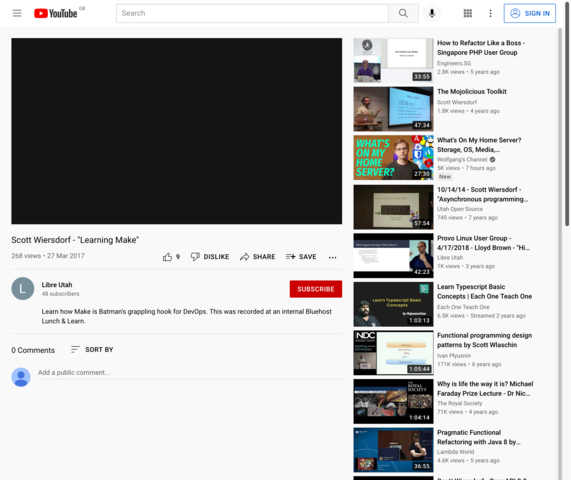 YouTube GB
Search
SIGN IN
Scott Wiersdorf - "Learning Make"
268 views • 27 Mar 2017
9
DISLIKE
SHARE
SAVE
L
Libre Utah
48 subscribers
SUBSCRIBE
Learn how Make is Batman's grappling hook for DevOps. This was recorded at an internal Bluehost
Lunch & Learn.
0 Comments
SORT BY
Add a public comment...
33:55
How to Refactor Like a Boss -
Singapore PHP User Group
Engineers.SG
2.8K views • 5 years ago
47:34
The Mojolicious Toolkit
Scott Wiersdorf
1.8K views • 4 years ago
WHAT'S
ON MY
HOME
SERVER?
27:30
What's On My Home Server?
Storage, OS, Media,...
Wolfgang's Channel
5K views • 7 hours ago
New
57:54
10/14/14 - Scott Wiersdorf -
"Asynchronous programming...
Utah Open Source
745 views • 7 years ago
42:23
Provo Linux User Group -
4/17/2018 - Lloyd Brown - "Hi...
Libre Utah
1K views • 3 years ago
Learn Typescript Basic
1:03:13
Learn Typescript Basic
Concepts | Each One Teach One
Each One Teach One
6.5K views • Streamed 2 years ago
NDC
1:05:44
Functional programming design
patterns by Scott Wlaschin
Ivan Plyusnin
171K views • 6 years ago
THE
ROYAL
SOCIETY
1:04:14
Why is life the way it is? Michael
Faraday Prize Lecture - Dr Nic...
The Royal Society
71K views • 4 years ago
36:55
Pragmatic Functional
Refactoring with Java 8 by...
Lambda World
4.6K views • 5 years ago